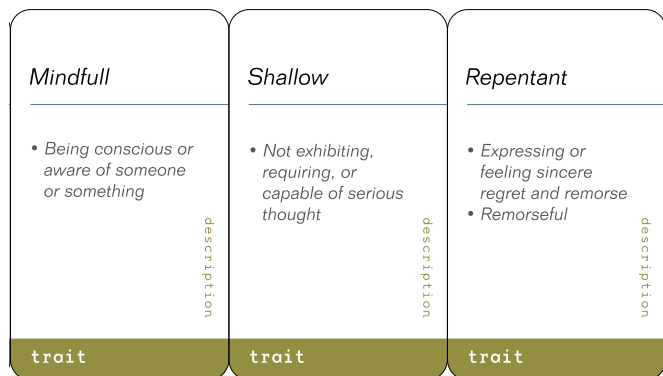 Mindfull
• Being conscious or
aware of someone
or something
description
trait
Shallow
• Not exhibiting,
requiring, or
capable of serious
thought
description
trait
Repentant
• Expressing or
feeling sincere
regret and remorse
• Remorseful
description
trait